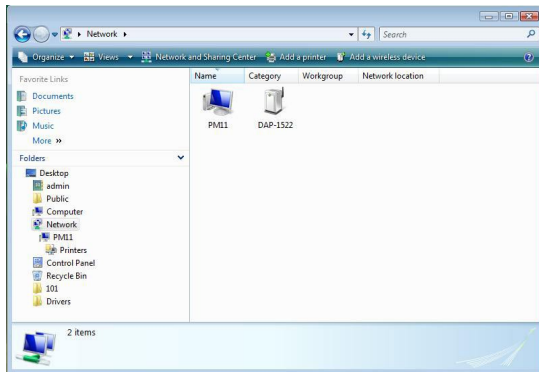 Network
Search
Organize Views Network and Sharing Center Add a printer Add a wireless device
Favorite Links
Documents
Pictures
Music
More »
Folders
Desktop
admin
Public
Computer
Network
PM11
Printers
Control Panel
Recycle Bin
101
Drivers
Name Category Workgroup Network location
PM11 DAP-1522
2 items